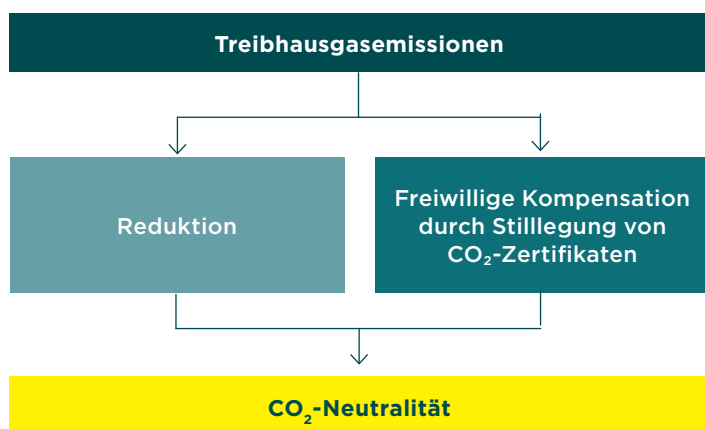 Treibhausgasemissionen
Reduktion
Freiwillige Kompensation
durch Stilllegung von
CO₂-Zertifikaten
CO₂-Neutralität